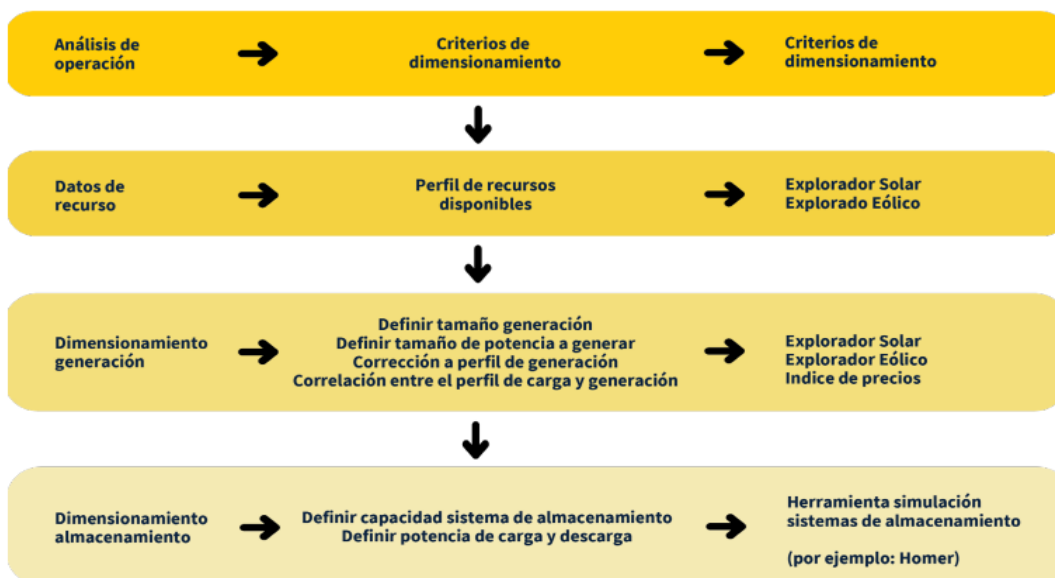 Análisis de
operación
Criterios de
dimensionamiento
Criterios de
dimensionamiento
Datos de
recurso
Perfil de recursos
disponibles
Explorador Solar
Explorado Eólico
Dimensionamiento
generación
Definir tamaño generación
Definir tamaño de potencia a generar
Corrección a perfil de generación
Correlación entre el perfil de carga y generación
Explorador Solar
Explorador Eólico
Indice de precios
Dimensionamiento
almacenamiento
Definir capacidad sistema de almacenamiento
Definir potencia de carga y descarga
Herramienta simulación
sistemas de almacenamiento
(por ejemplo: Homer)